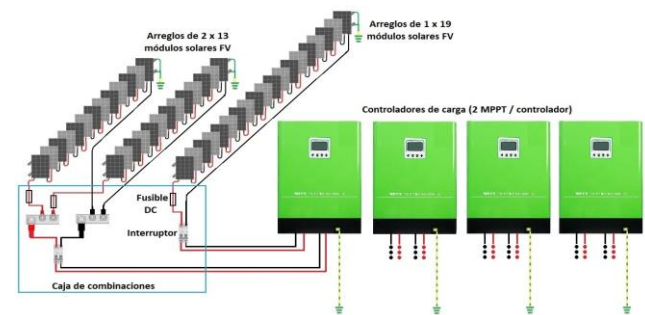 Arreglos de 2 x 13
módulos solares FV
Arreglos de 1 x 19
módulos solares FV
Controladores de carga (2 MPPT / controlador)
Fusible
DC
Interruptor
Caja de combinaciones